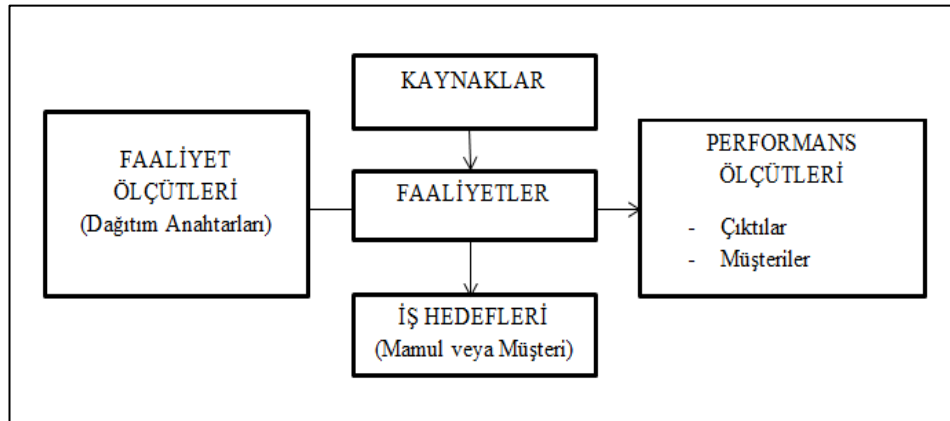 KAYNAKLAR
FAALİYET
ÖLÇÜTLERİ
(Dağıtım Anahtarları)
FAALİYETLER
PERFORMANS
ÖLÇÜTLERİ
- Çıktılar
- Müşteriler
İŞ HEDEFLERİ
(Mamul veya Müşteri)